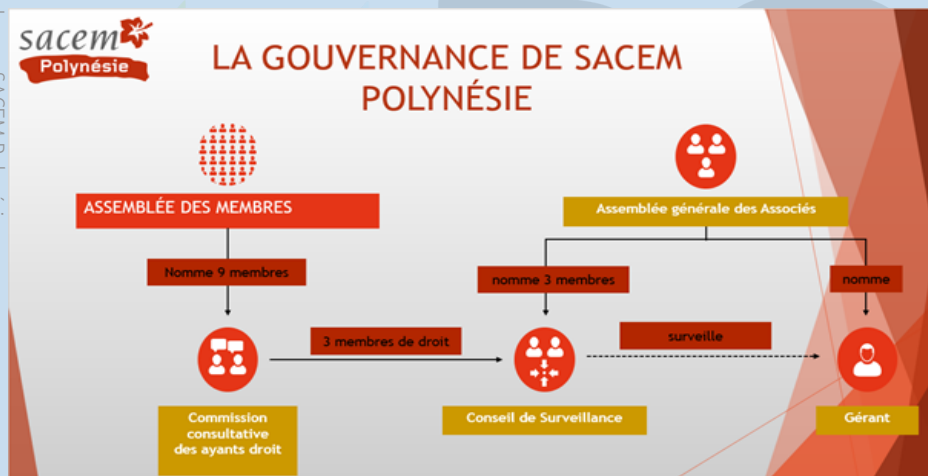 sacem
Polynésie
LA GOUVERNANCE DE SACEM
POLYNÉSIE
ASSEMBLÉE DES MEMBRES
Assemblée générale des Associés
Nomme 9 membres
nomme 3 membres
nomme
3 membres de droit
surveille
Commission
consultative
des ayants droit
Conseil de Surveillance
Gérant